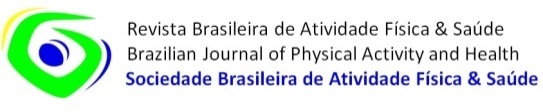 Revista Brasileira de Atividade Física & Saúde
Brazilian Journal of Physical Activity and Health
Sociedade Brasileira de Atividade Física & Saúde